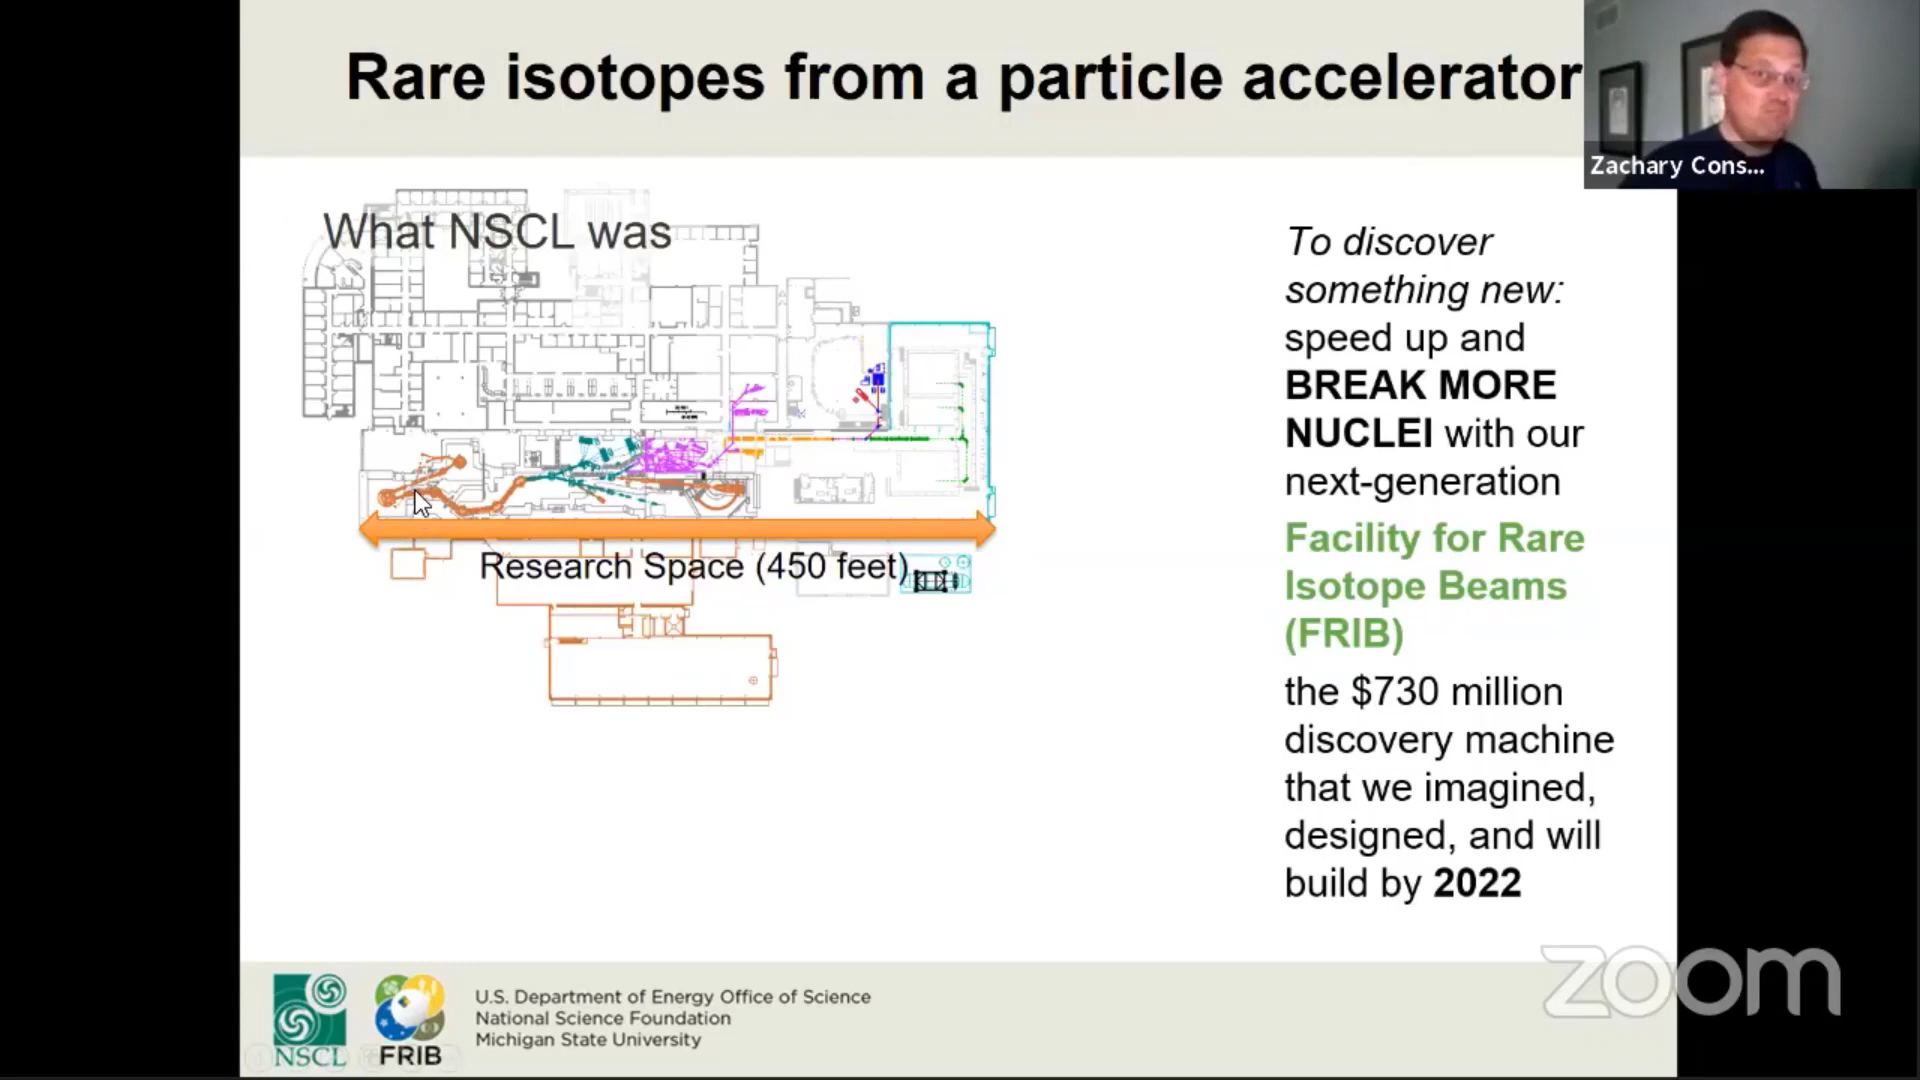 Rare isotopes from a particle accelerator
Zachary Cons...
What NSCL was
Research Space (450 feet)
To discover
something new:
speed up and
BREAK MORE
NUCLEI with our
next-generation
Facility for Rare
Isotope Beams
(FRIB)
the $730 million
discovery machine
that we imagined,
designed, and will
build by 2022
NSCL
FRIB
U.S. Department of Energy Office of Science
National Science Foundation
Michigan State University
zoom